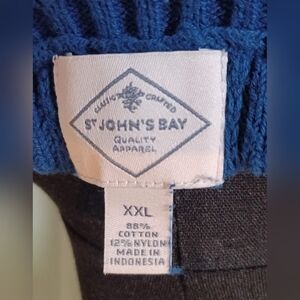 CLASSIC CRAFTED
ST JOHN'S BAY
QUALITY
APPAREL
XXL
88%
COTTON
12% NYLON
MADE IN
INDONESIA